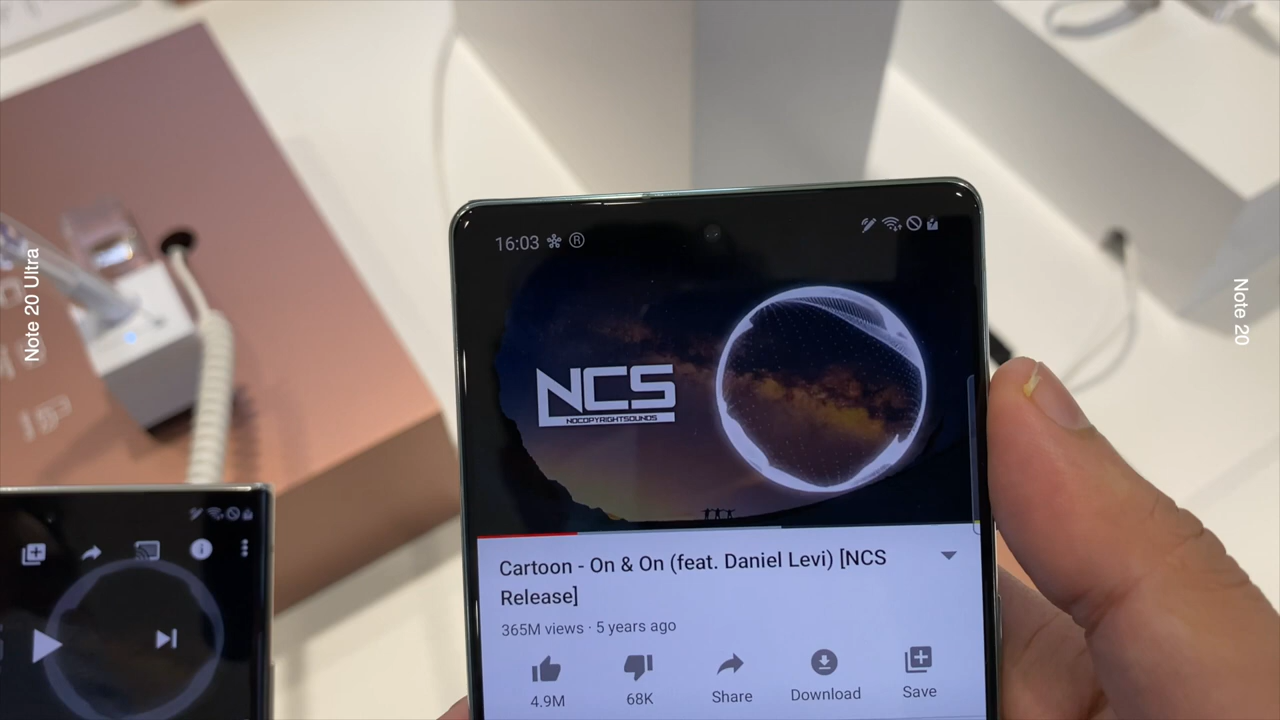 Note 20 Ultra
Note 20
16:03
NCS
NOCOPYRIGHTSOUNDS
Cartoon - On & On (feat. Daniel Levi) [NCS
Release]
365M views · 5 years ago
4.9M
68K
Share
Download
Save